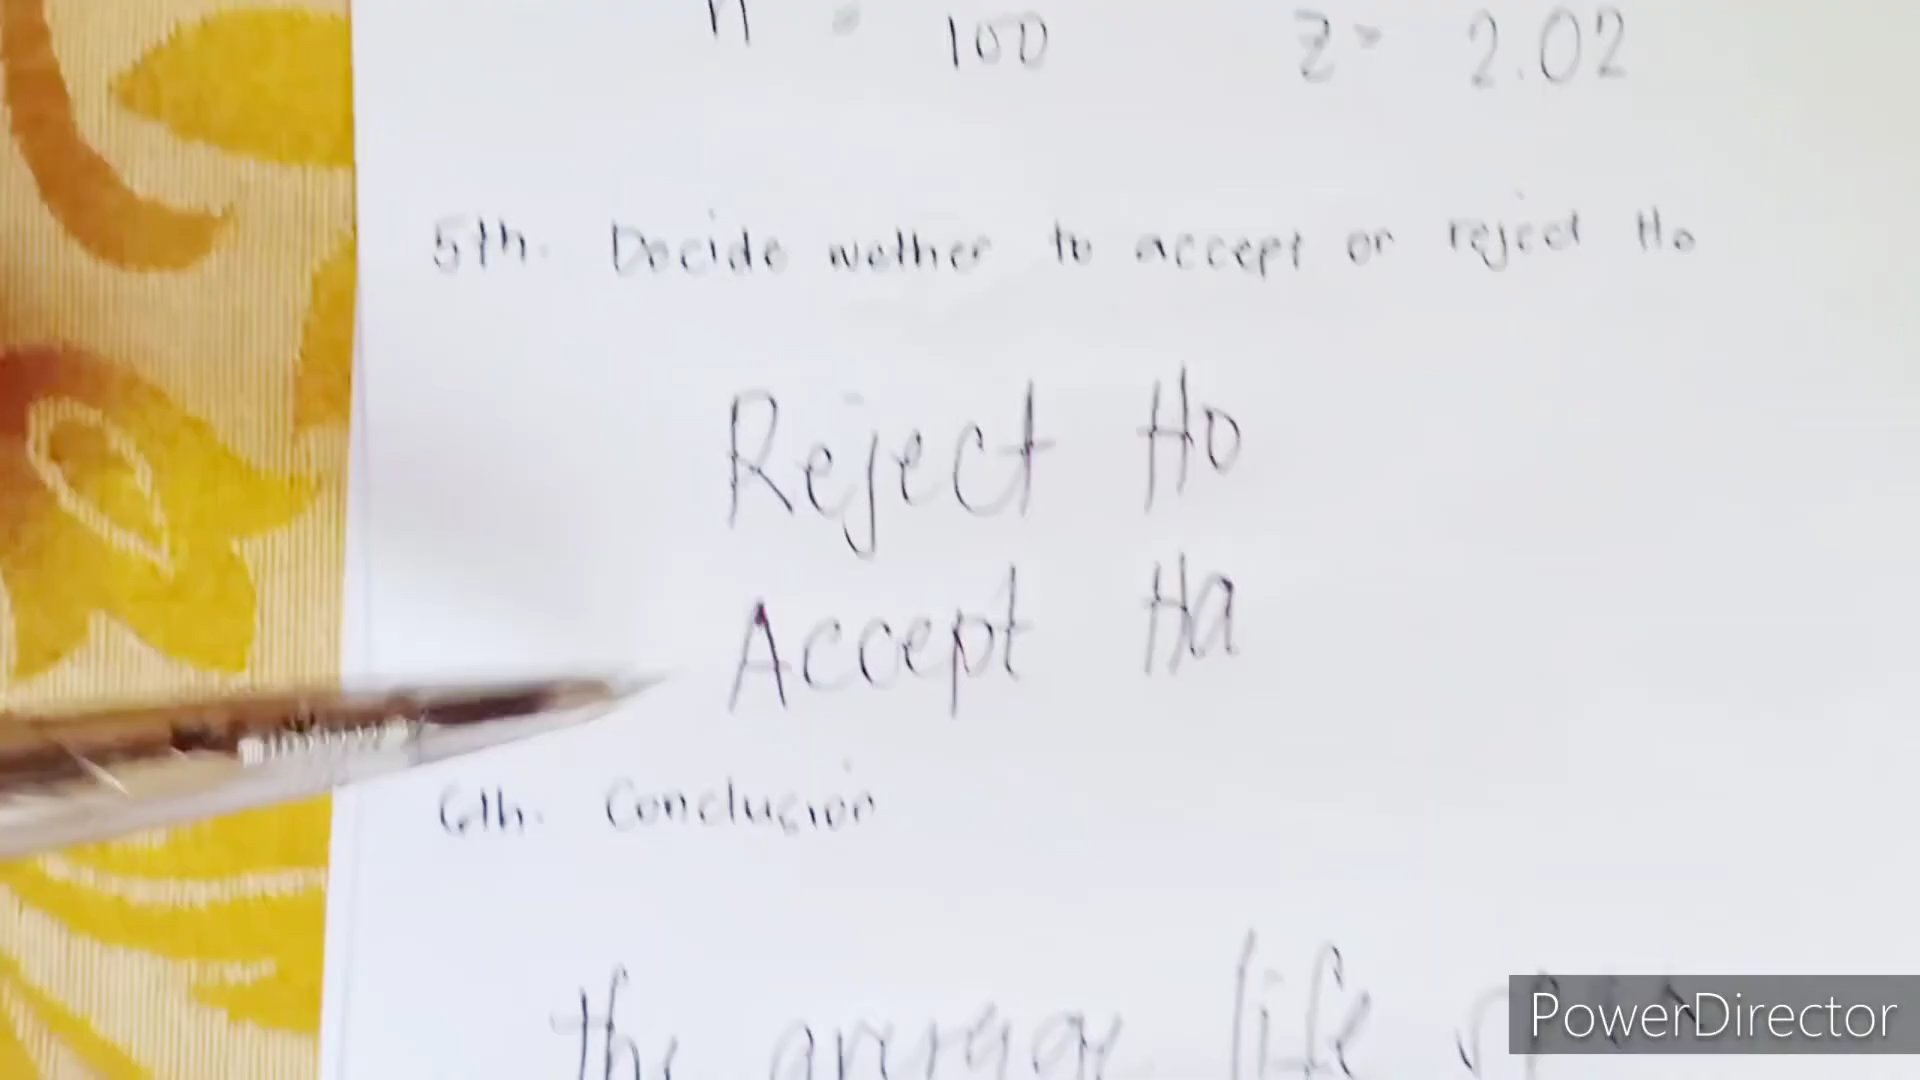 n = 100 z = 2.02
5th. Decide wether to accept or reject Ho
Reject Ho
Accept Ha
6th. Conclusion
the average life span
PowerDirector